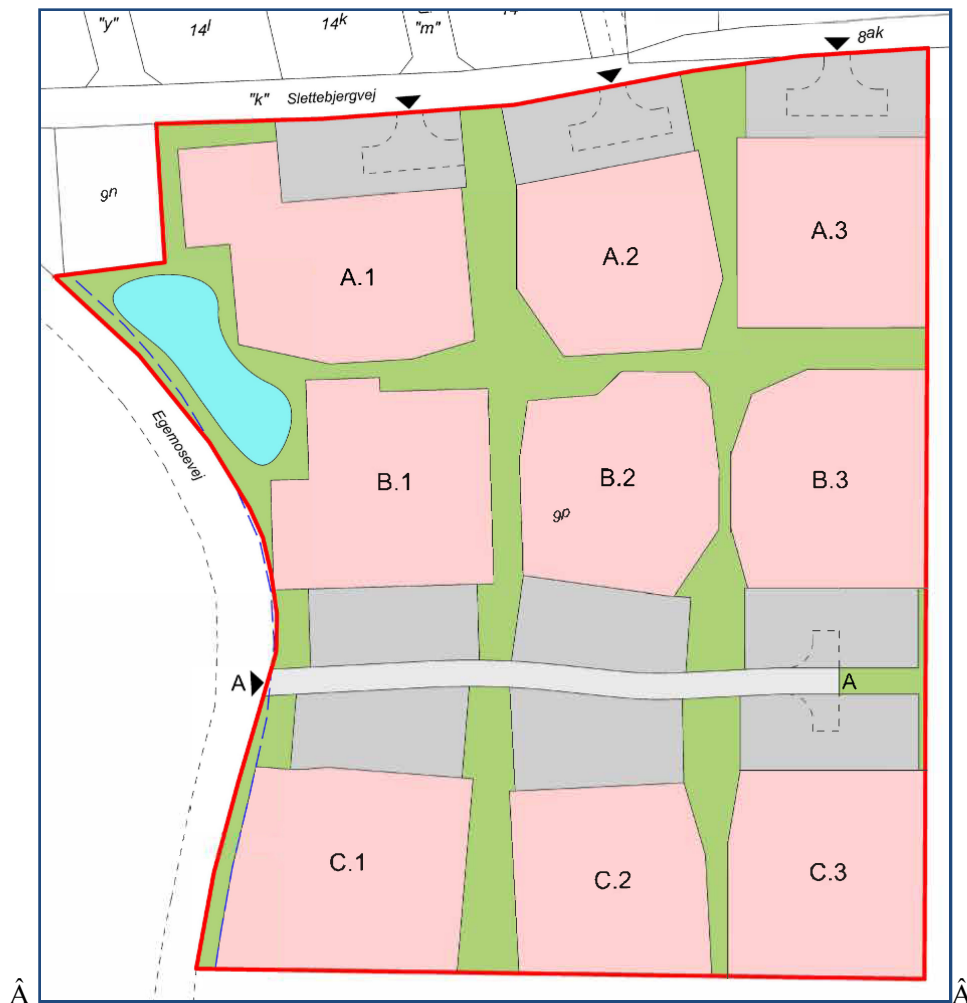 "y"
14l
14k
"m"
8ak
"k" Slettebjergvej
9n
A.3
A.2
A.1
Egemosevej
B.1
B.2
B.3
9p
A
A
C.1
C.2
C.3
Â
Â